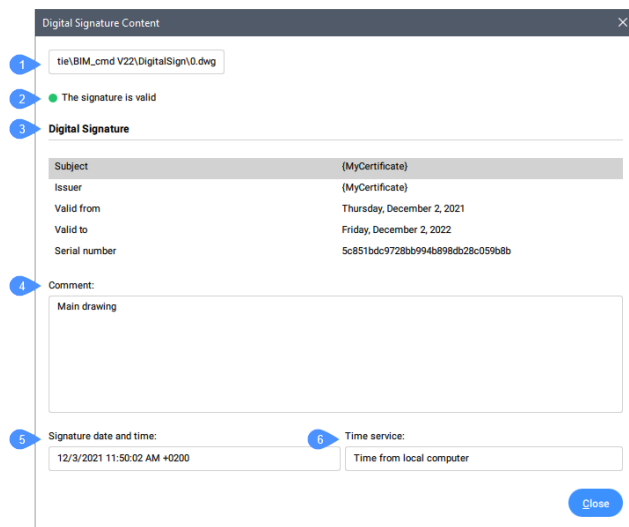 Digital Signature Content
1
tie\BIM_cmd V22\DigitalSign\0.dwg
2
The signature is valid
3
Digital Signature
Subject {MyCertificate}
Issuer {MyCertificate}
Valid from Thursday, December 2, 2021
Valid to Friday, December 2, 2022
Serial number 5c851bdc9728bb994b898db28c059b8b
4
Comment:
Main drawing
5
Signature date and time:
6
Time service:
12/3/2021 11:50:02 AM +0200
Time from local computer
Close